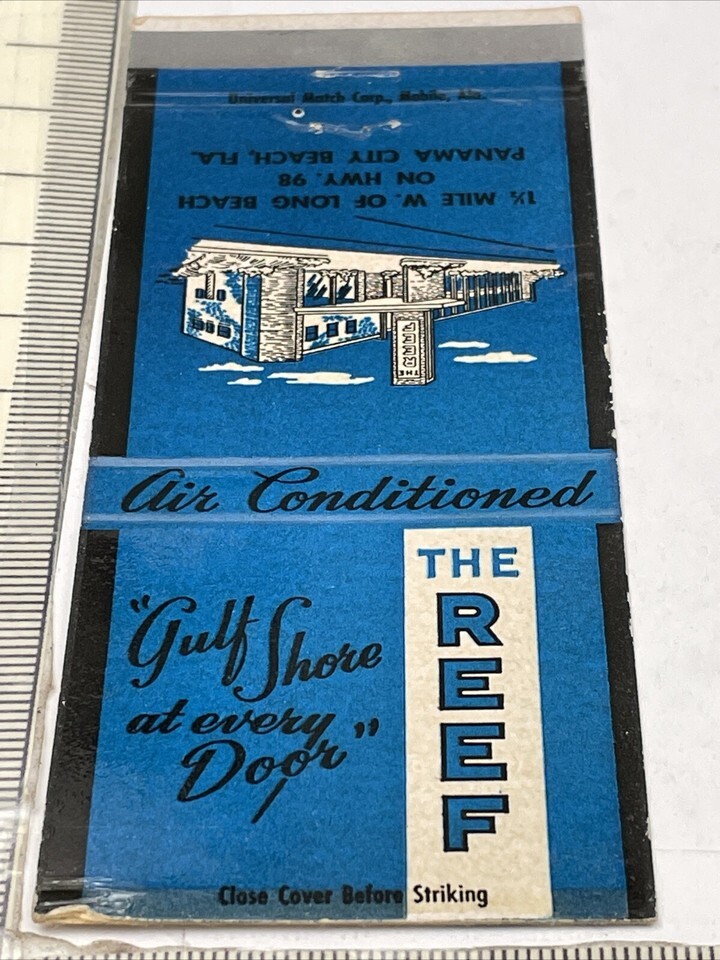 Universal Match Corp., Mobile, Ala.
1½ MILE W. OF LONG BEACH
ON HWY. 98
PANAMA CITY BEACH, FLA.
THE REEF
Air Conditioned
"Gulf Shore
at every
Door"
THE
REEF
Close Cover Before Striking